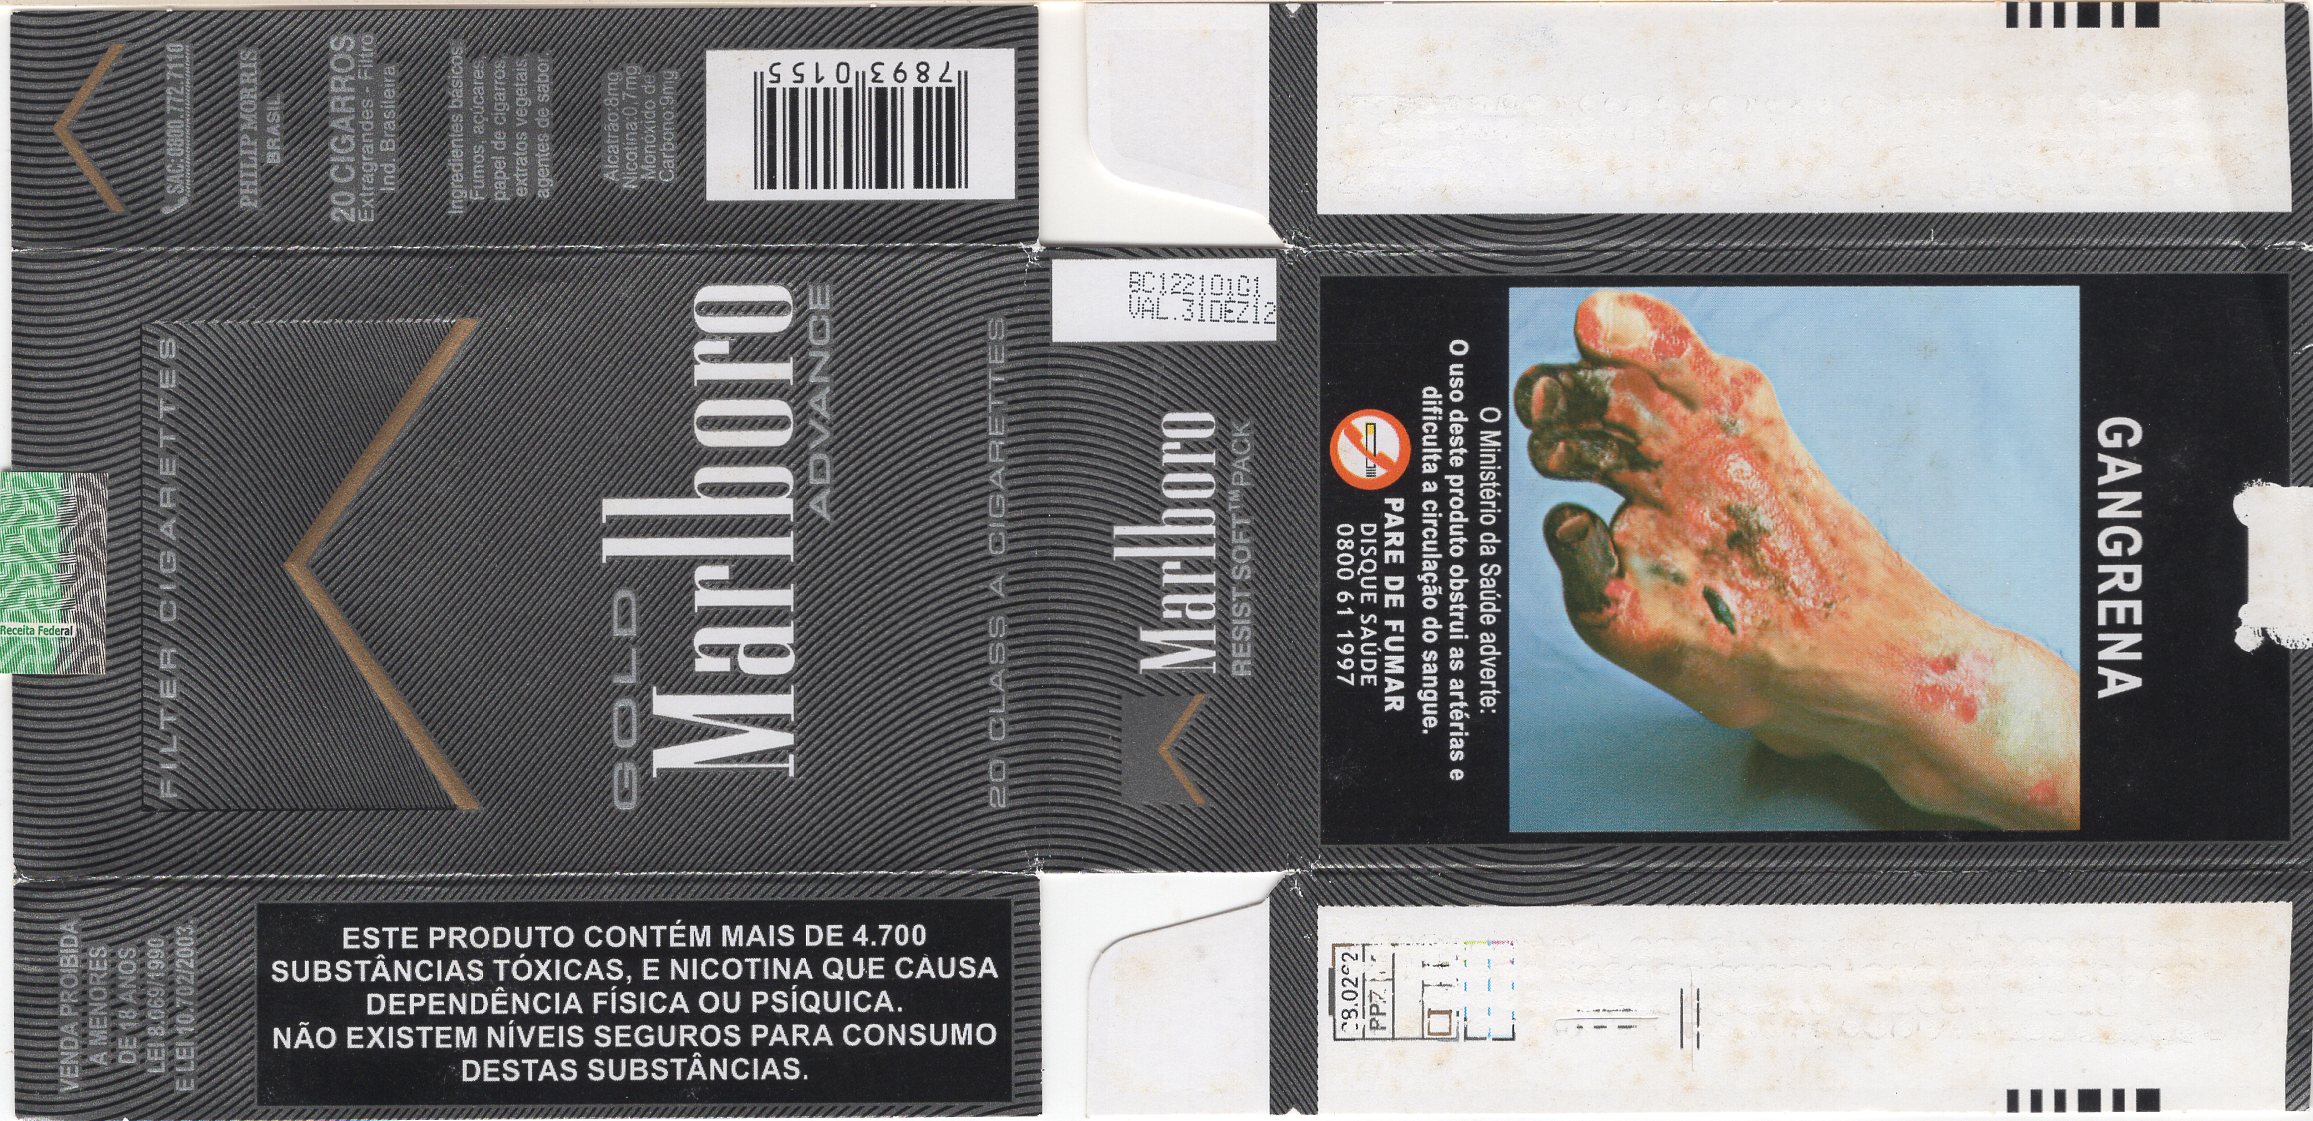 SAC:0800.772.7110
PHILIP MORRIS
BRASIL
20 CIGARROS
Extragrandes - Filtro
Ind. Brasileira
Ingredientes básicos:
Fumos, açúcares,
papel de cigarros,
extratos vegetais,
agentes de sabor.
Alcatrão:8mg
Nicotina:0,7mg
Monóxido de
Carbono:9mg
7893 0155
FILTER CIGARETTES
GOLD
Marlboro
ADVANCE
20 CLASS A CIGARETTES
Receita Federal
VENDA PROIBIDA
A MENORES
DE 18 ANOS
LEI 8.069/1990
E LEI 10.702/2003.
ESTE PRODUTO CONTÉM MAIS DE 4.700
SUBSTÂNCIAS TÓXICAS, E NICOTINA QUE CAUSA
DEPENDÊNCIA FÍSICA OU PSÍQUICA.
NÃO EXISTEM NÍVEIS SEGUROS PARA CONSUMO
DESTAS SUBSTÂNCIAS.
VAL.31DEZ12
Marlboro
RESIST SOFT™PACK
GANGRENA
O Ministério da Saúde adverte:
O uso deste produto obstrui as artérias e
dificulta a circulação do sangue.
PARE DE FUMAR
DISQUE SAÚDE
0800 61 1997